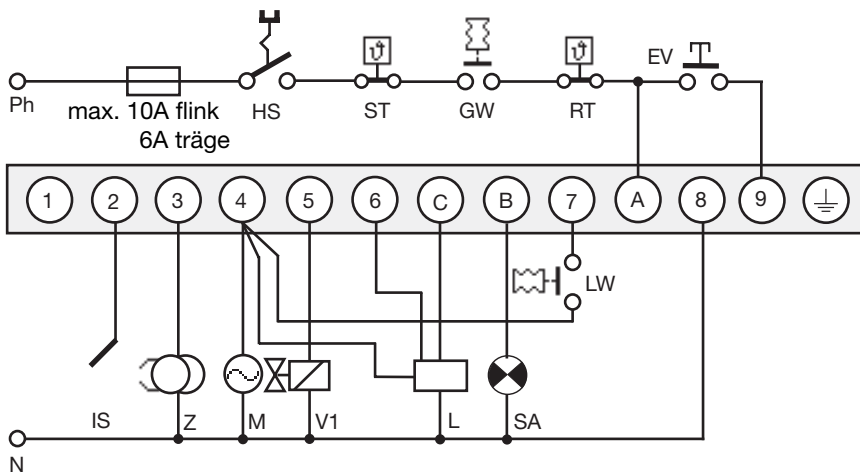 EV
Ph
max. 10A flink
6A träge
HS
ST
GW
RT
1 2 3 4 5 6 C B 7 A 8 9
LW
IS Z M V1 L SA
N